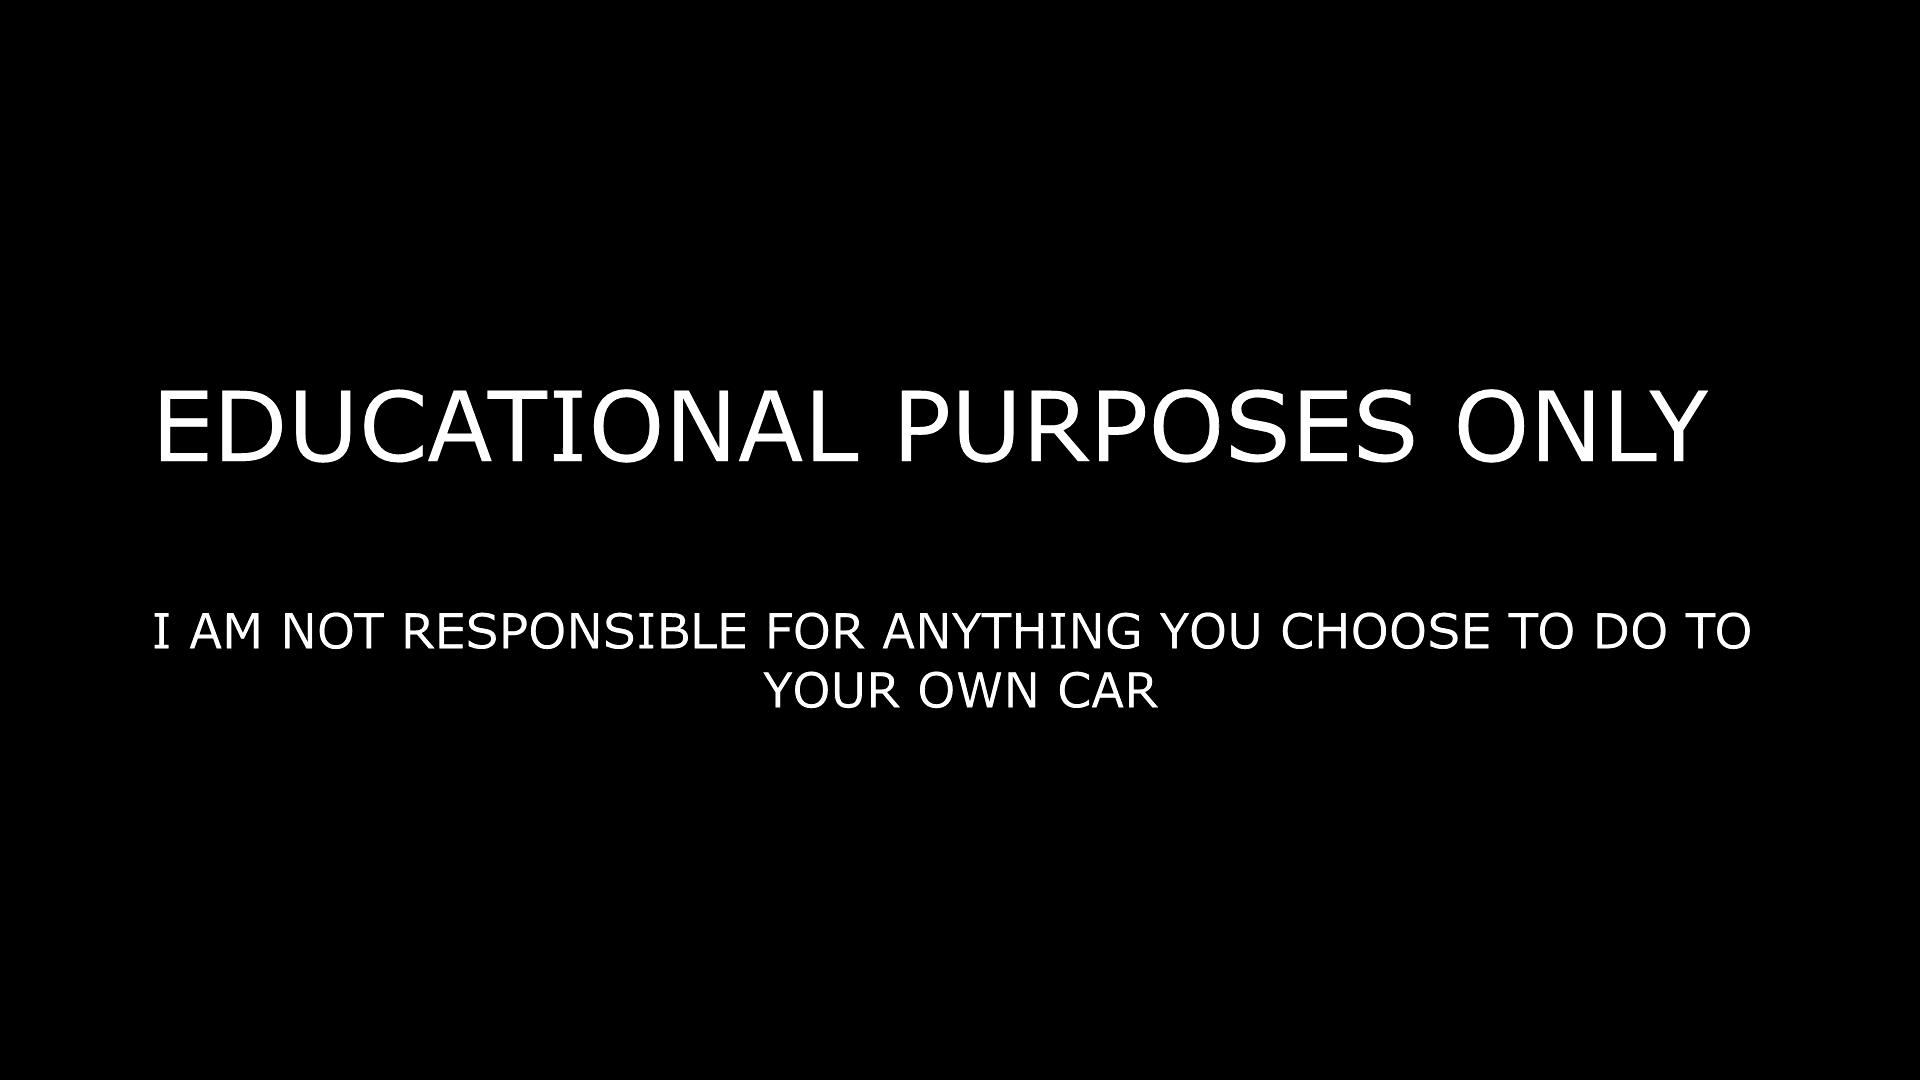 EDUCATIONAL PURPOSES ONLY
I AM NOT RESPONSIBLE FOR ANYTHING YOU CHOOSE TO DO TO
YOUR OWN CAR